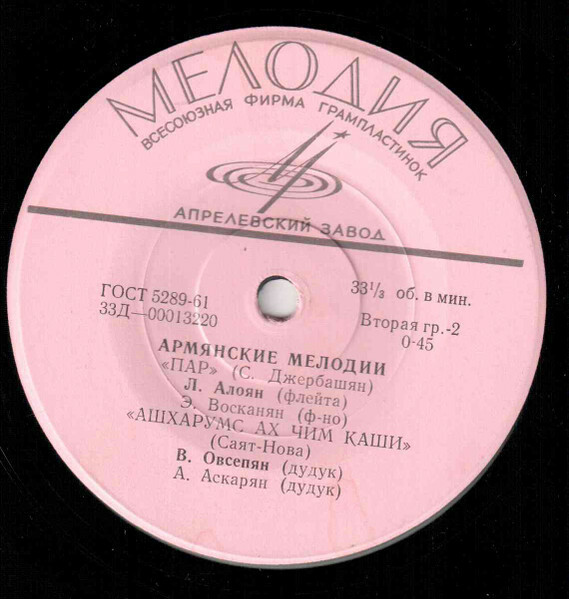 МЕЛОДИЯ
ВСЕСОЮЗНАЯ ФИРМА ГРАМПЛАСТИНОК
АПРЕЛЕВСКИЙ ЗАВОД
ГОСТ 5289-61
33Д—00013220
33⅓ об. в мин.
Вторая гр.-2
0-45
АРМЯНСКИЕ МЕЛОДИИ
«ПАР» (С. Джербашян)
Л. Алоян (флейта)
Э. Восканян (ф-но)
«АШХАРУМС АХ ЧИМ ҚАШИ»
(Саят-Нова)
В. Овсепян (дудук)
А. Аскарян (дудук)